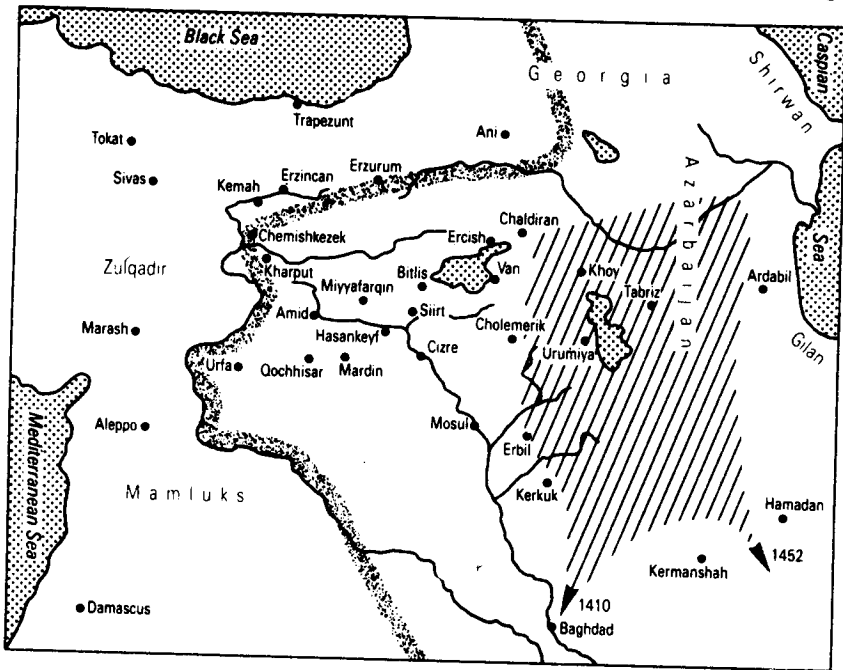 Black Sea
Caspian
Sea
Georgia
Shirwan
Trapezunt
Tokat
Ani
Sivas
Erzincan
Erzurum
Kemah
Azarbaijan
Chemishkezek
Chaldiran
Ercish
Zulqadir
Kharput
Bitlis
Van
Khoy
Ardabil
Miyyafarqin
Tabriz
Marash
Amid
Siirt
Cholemerik
Gilan
Hasankeyf
Urumiya
Urfa
Qochhisar
Mardin
Cizre
Mediterranean Sea
Aleppo
Mosul
Erbil
Mamluks
Kerkuk
Hamadan
Kermanshah
1452
1410
Damascus
Baghdad